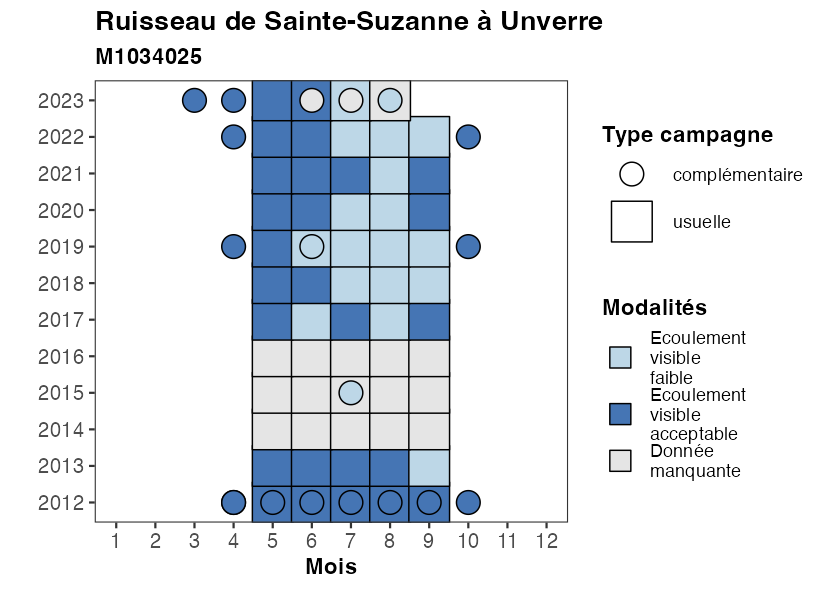 Ruisseau de Sainte-Suzanne à Unverre
M1034025
2023
2022
2021
2020
2019
2018
2017
2016
2015
2014
2013
2012
1 2 3 4 5 6 7 8 9 10 11 12
Mois
Type campagne
complémentaire
usuelle
Modalités
Ecoulement
visible
faible
Ecoulement
visible
acceptable
Donnée
manquante